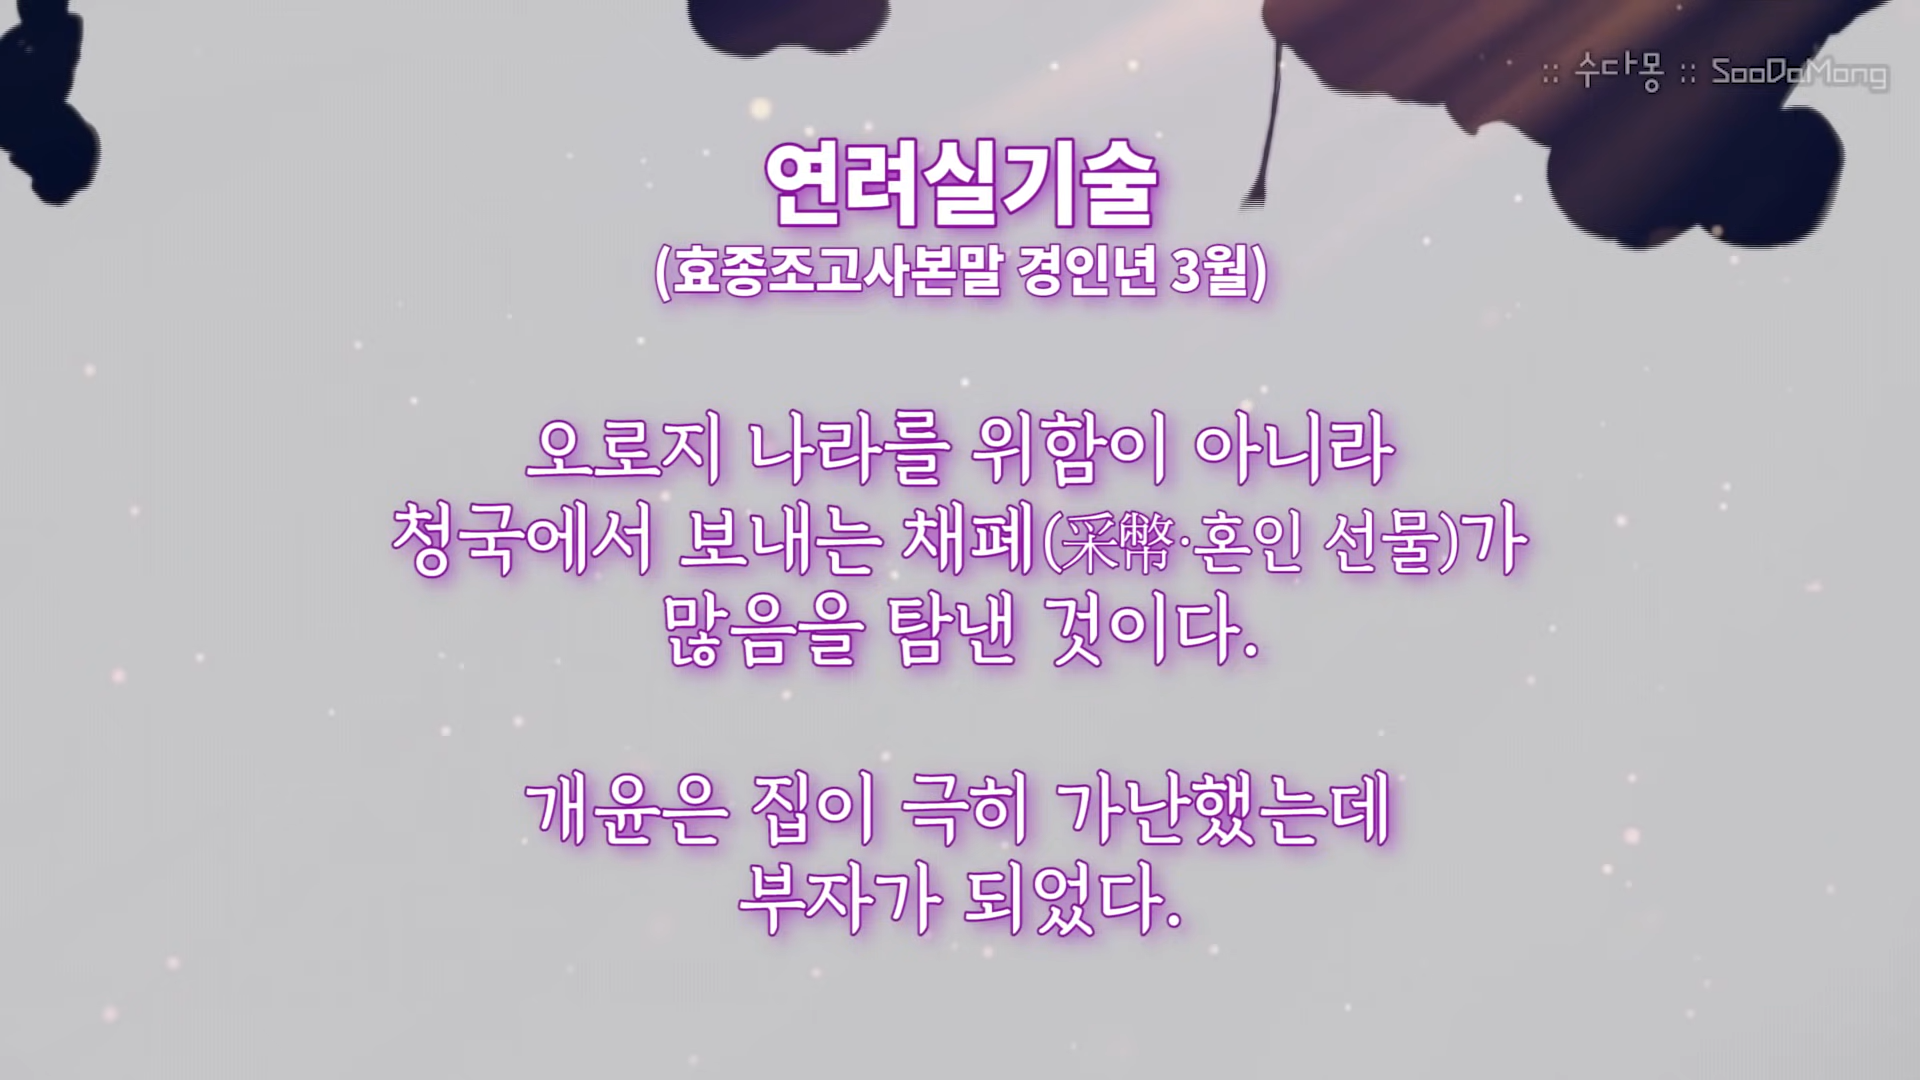 :: 수다몽 :: SooDaMong
연려실기술
(효종조고사본말 경인년 3월)
오로지 나라를 위함이 아니라
청국에서 보내는 채폐(采幣·혼인 선물)가
많음을 탐낸 것이다.
개윤은 집이 극히 가난했는데
부자가 되었다.